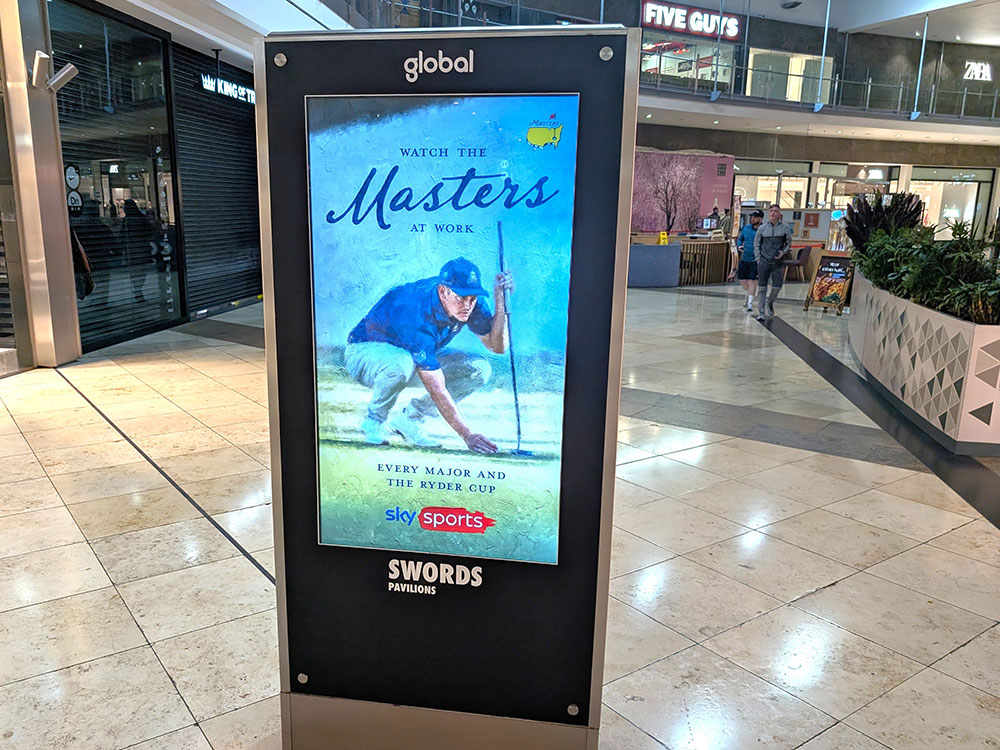 global
Masters
WATCH THE
Masters
AT WORK
EVERY MAJOR AND
THE RYDER CUP
sky sports
SWORDS
PAVILIONS
KING OF T
FIVE GUYS
ZARA